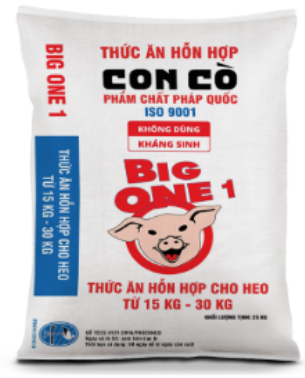 THỨC ĂN HỖN HỢP
CON CÒ
PHẨM CHẤT PHÁP QUỐC
ISO 9001
KHÔNG DÙNG
KHÁNG SINH
BIG
ONE 1
THỨC ĂN HỖN HỢP CHO HEO
TỪ 15 KG - 30 KG
KHỐI LƯỢNG TỊNH: 25 KG
BIG ONE 1
THỨC ĂN HỖN HỢP CHO HEO
TỪ 15 KG - 30 KG